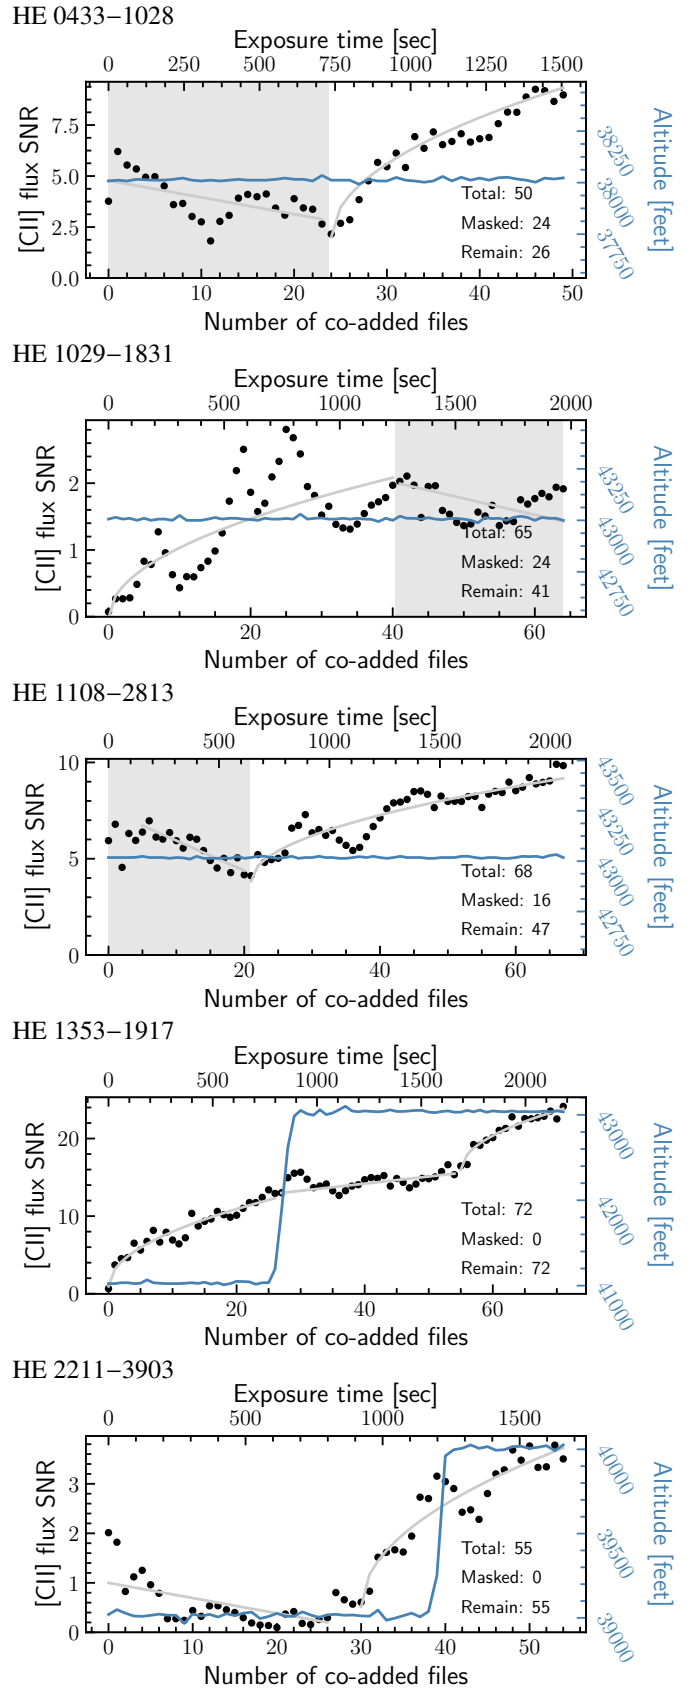 HE 0433−1028
Exposure time [sec]
0 250 500 750 1000 1250 1500
[CII] flux SNR
7.5
5.0
2.5
0.0
Altitude [feet]
38250
38000
37750
Total: 50
Masked: 24
Remain: 26
0 10 20 30 40 50
Number of co-added files
HE 1029−1831
Exposure time [sec]
0 500 1000 1500 2000
[CII] flux SNR
2
1
0
Altitude [feet]
43250
43000
42750
Total: 65
Masked: 24
Remain: 41
0 20 40 60
Number of co-added files
HE 1108−2813
Exposure time [sec]
0 500 1000 1500 2000
[CII] flux SNR
10
5
0
Altitude [feet]
43500
43250
43000
42750
Total: 68
Masked: 16
Remain: 47
0 20 40 60
Number of co-added files
HE 1353−1917
Exposure time [sec]
0 500 1000 1500 2000
[CII] flux SNR
20
10
0
Altitude [feet]
43000
42000
41000
Total: 72
Masked: 0
Remain: 72
0 20 40 60
Number of co-added files
HE 2211−3903
Exposure time [sec]
0 500 1000 1500
[CII] flux SNR
3
2
1
0
Altitude [feet]
40000
39500
39000
Total: 55
Masked: 0
Remain: 55
0 10 20 30 40 50
Number of co-added files